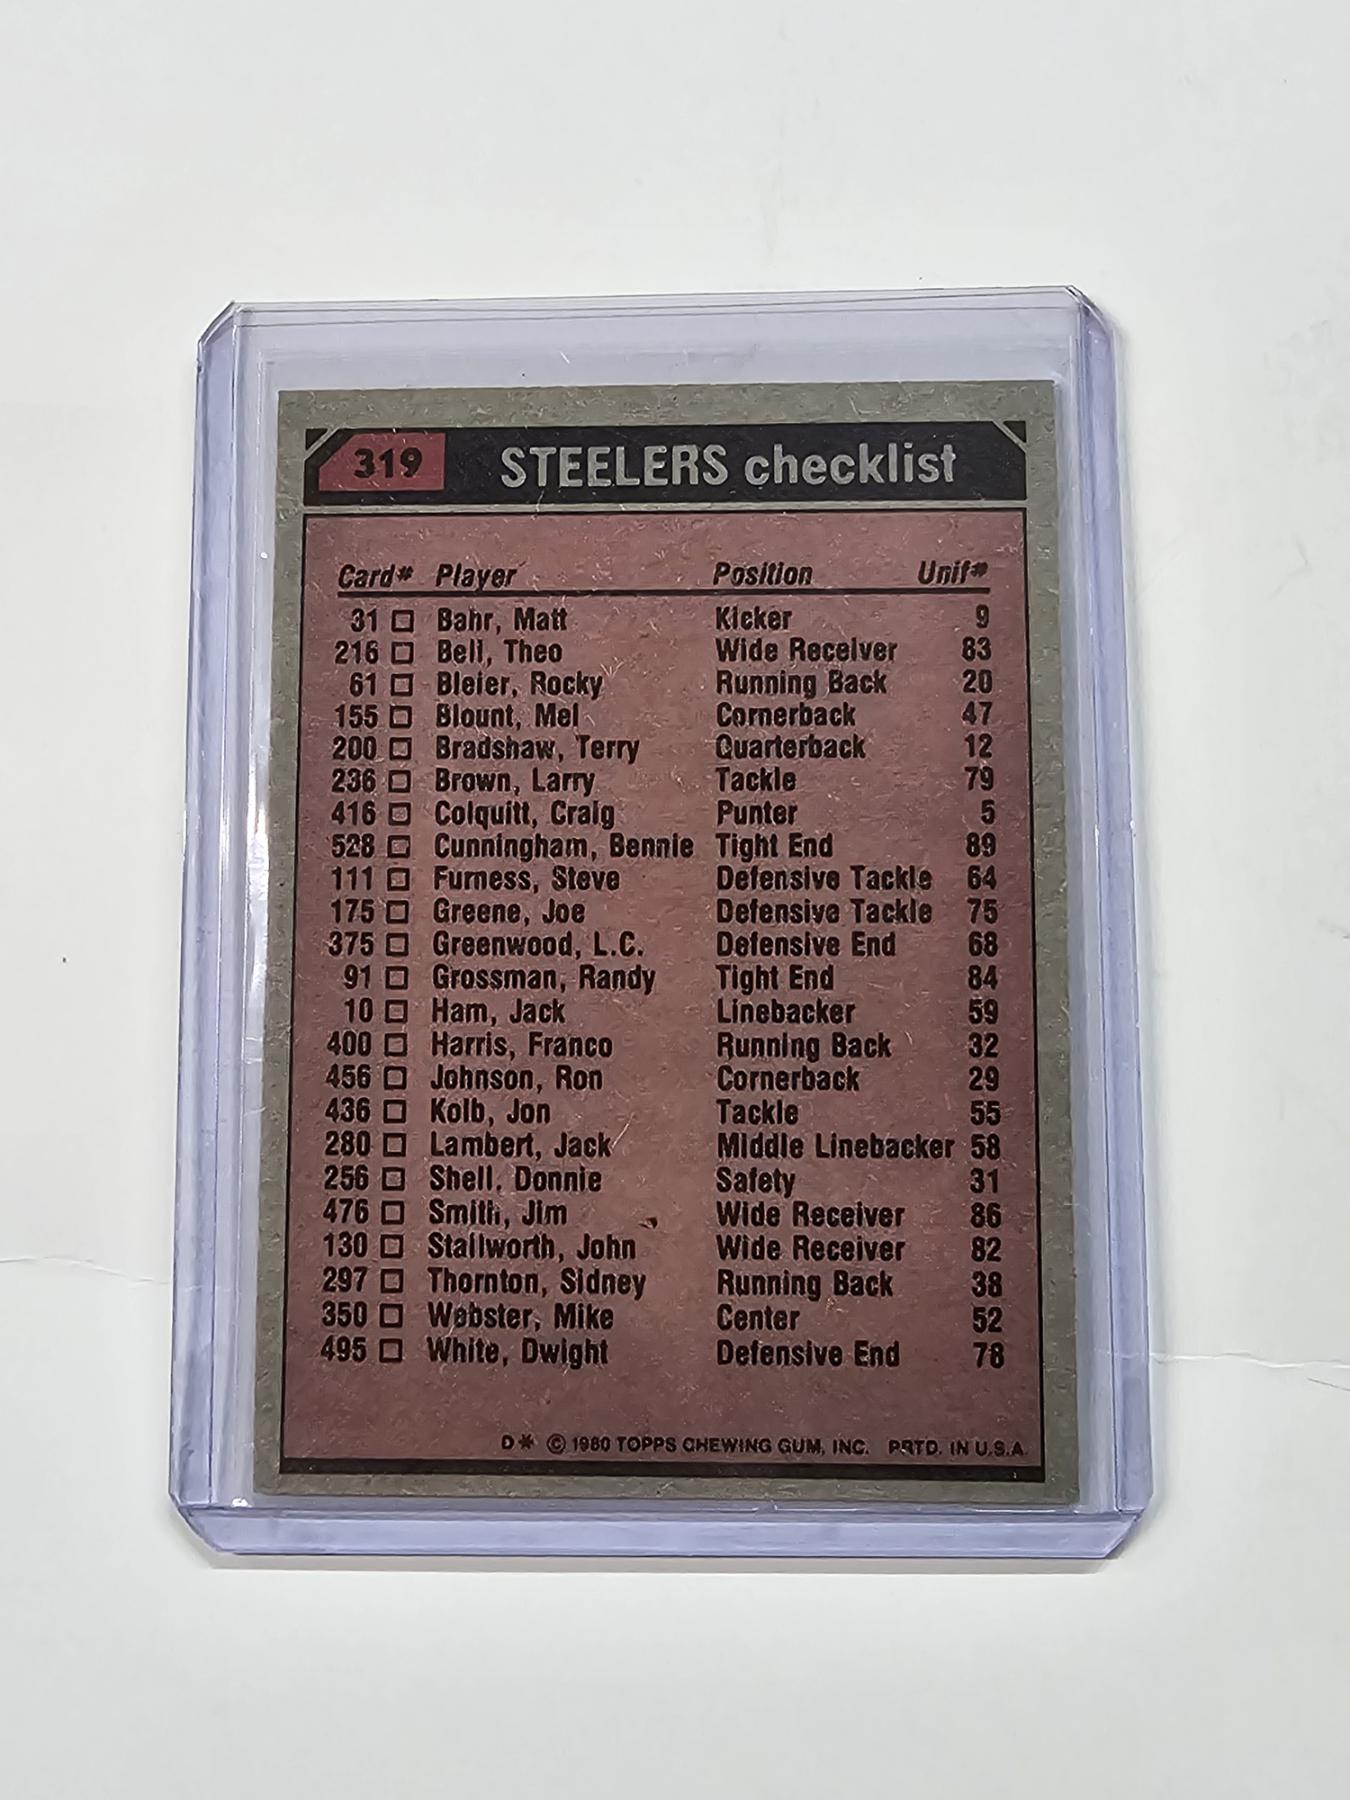 319 STEELERS checklist
Card# Player Position Unif#
31 Bahr, Matt Kicker 9
216 Bell, Theo Wide Receiver 83
61 Bleier, Rocky Running Back 20
155 Blount, Mel Cornerback 47
200 Bradshaw, Terry Quarterback 12
236 Brown, Larry Tackle 79
416 Colquitt, Craig Punter 5
528 Cunningham, Bennie Tight End 89
111 Furness, Steve Defensive Tackle 64
175 Greene, Joe Defensive Tackle 75
375 Greenwood, L.C. Defensive End 68
91 Grossman, Randy Tight End 84
10 Ham, Jack Linebacker 59
400 Harris, Franco Running Back 32
456 Johnson, Ron Cornerback 29
436 Kolb, Jon Tackle 55
280 Lambert, Jack Middle Linebacker 58
256 Shell, Donnie Safety 31
476 Smith, Jim Wide Receiver 86
130 Stallworth, John Wide Receiver 82
297 Thornton, Sidney Running Back 38
350 Webster, Mike Center 52
495 White, Dwight Defensive End 78
D* © 1980 TOPPS CHEWING GUM, INC. PRTD. IN U.S.A.